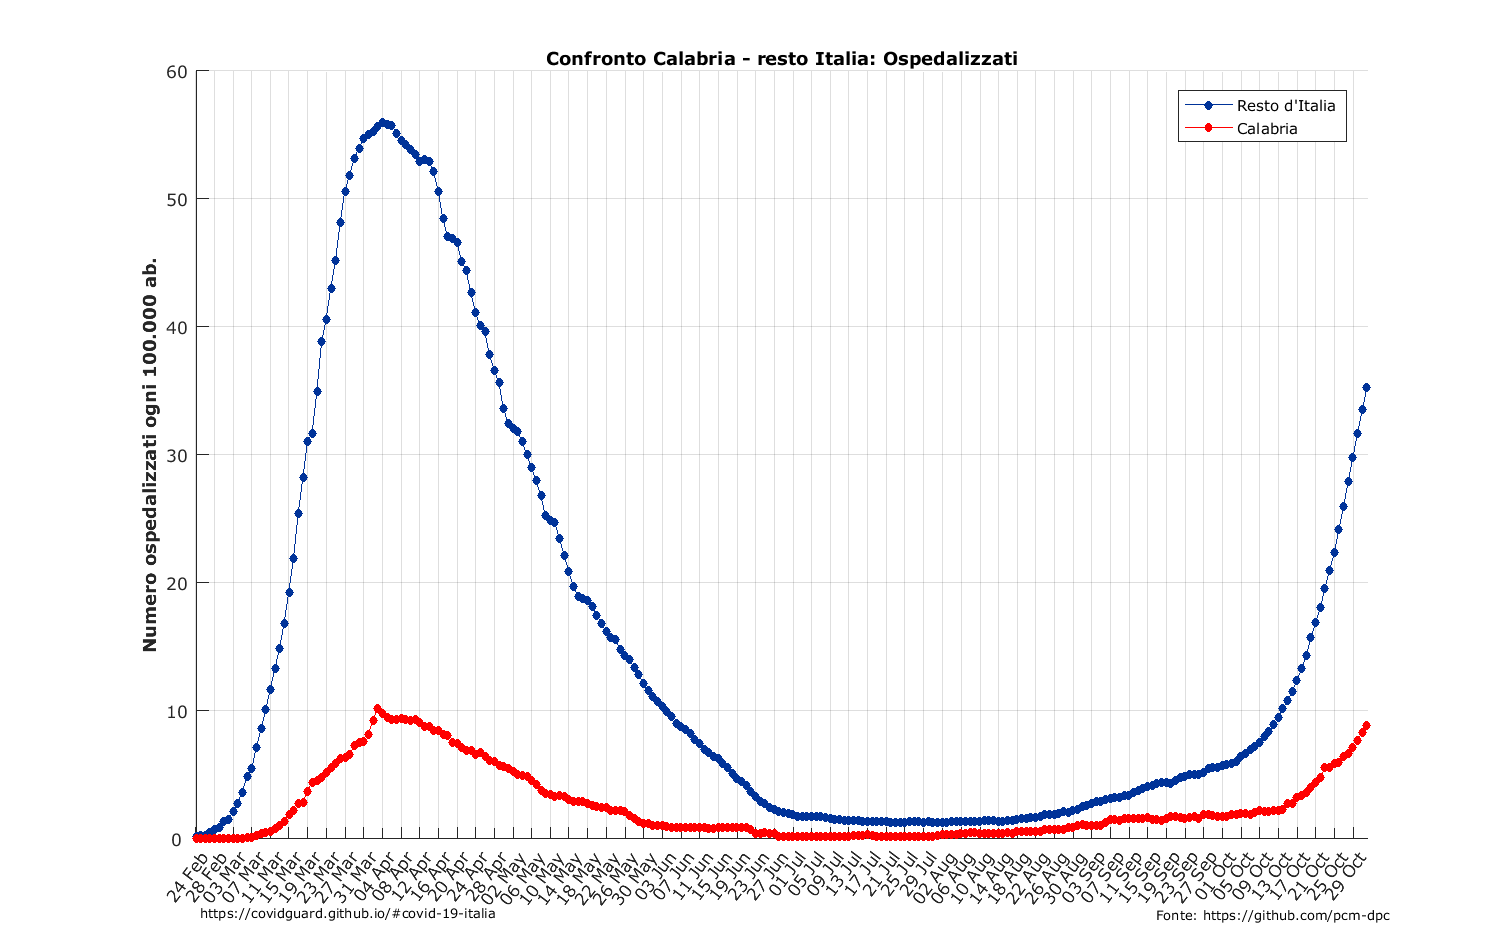 Confronto Calabria - resto Italia: Ospedalizzati
Resto d'Italia
Calabria
Numero ospedalizzati ogni 100.000 ab.
60
50
40
30
20
10
0
24 Feb
28 Feb
03 Mar
07 Mar
11 Mar
15 Mar
19 Mar
23 Mar
27 Mar
31 Mar
04 Apr
08 Apr
12 Apr
16 Apr
20 Apr
24 Apr
28 Apr
02 May
06 May
10 May
14 May
18 May
22 May
26 May
30 May
03 Jun
07 Jun
11 Jun
15 Jun
19 Jun
23 Jun
27 Jun
01 Jul
05 Jul
09 Jul
13 Jul
17 Jul
21 Jul
25 Jul
29 Jul
02 Aug
06 Aug
10 Aug
14 Aug
18 Aug
22 Aug
26 Aug
30 Aug
03 Sep
07 Sep
11 Sep
15 Sep
19 Sep
23 Sep
27 Sep
01 Oct
05 Oct
09 Oct
13 Oct
17 Oct
21 Oct
25 Oct
29 Oct
https://covidguard.github.io/#covid-19-italia
Fonte: https://github.com/pcm-dpc